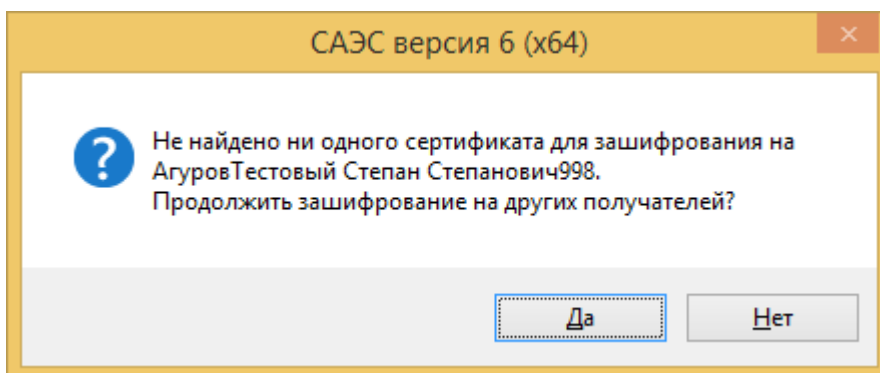 САЭС версия 6 (x64)
Не найдено ни одного сертификата для зашифрования на
АгуровТестовый Степан Степанович998.
Продолжить зашифрование на других получателей?
Да
Нет